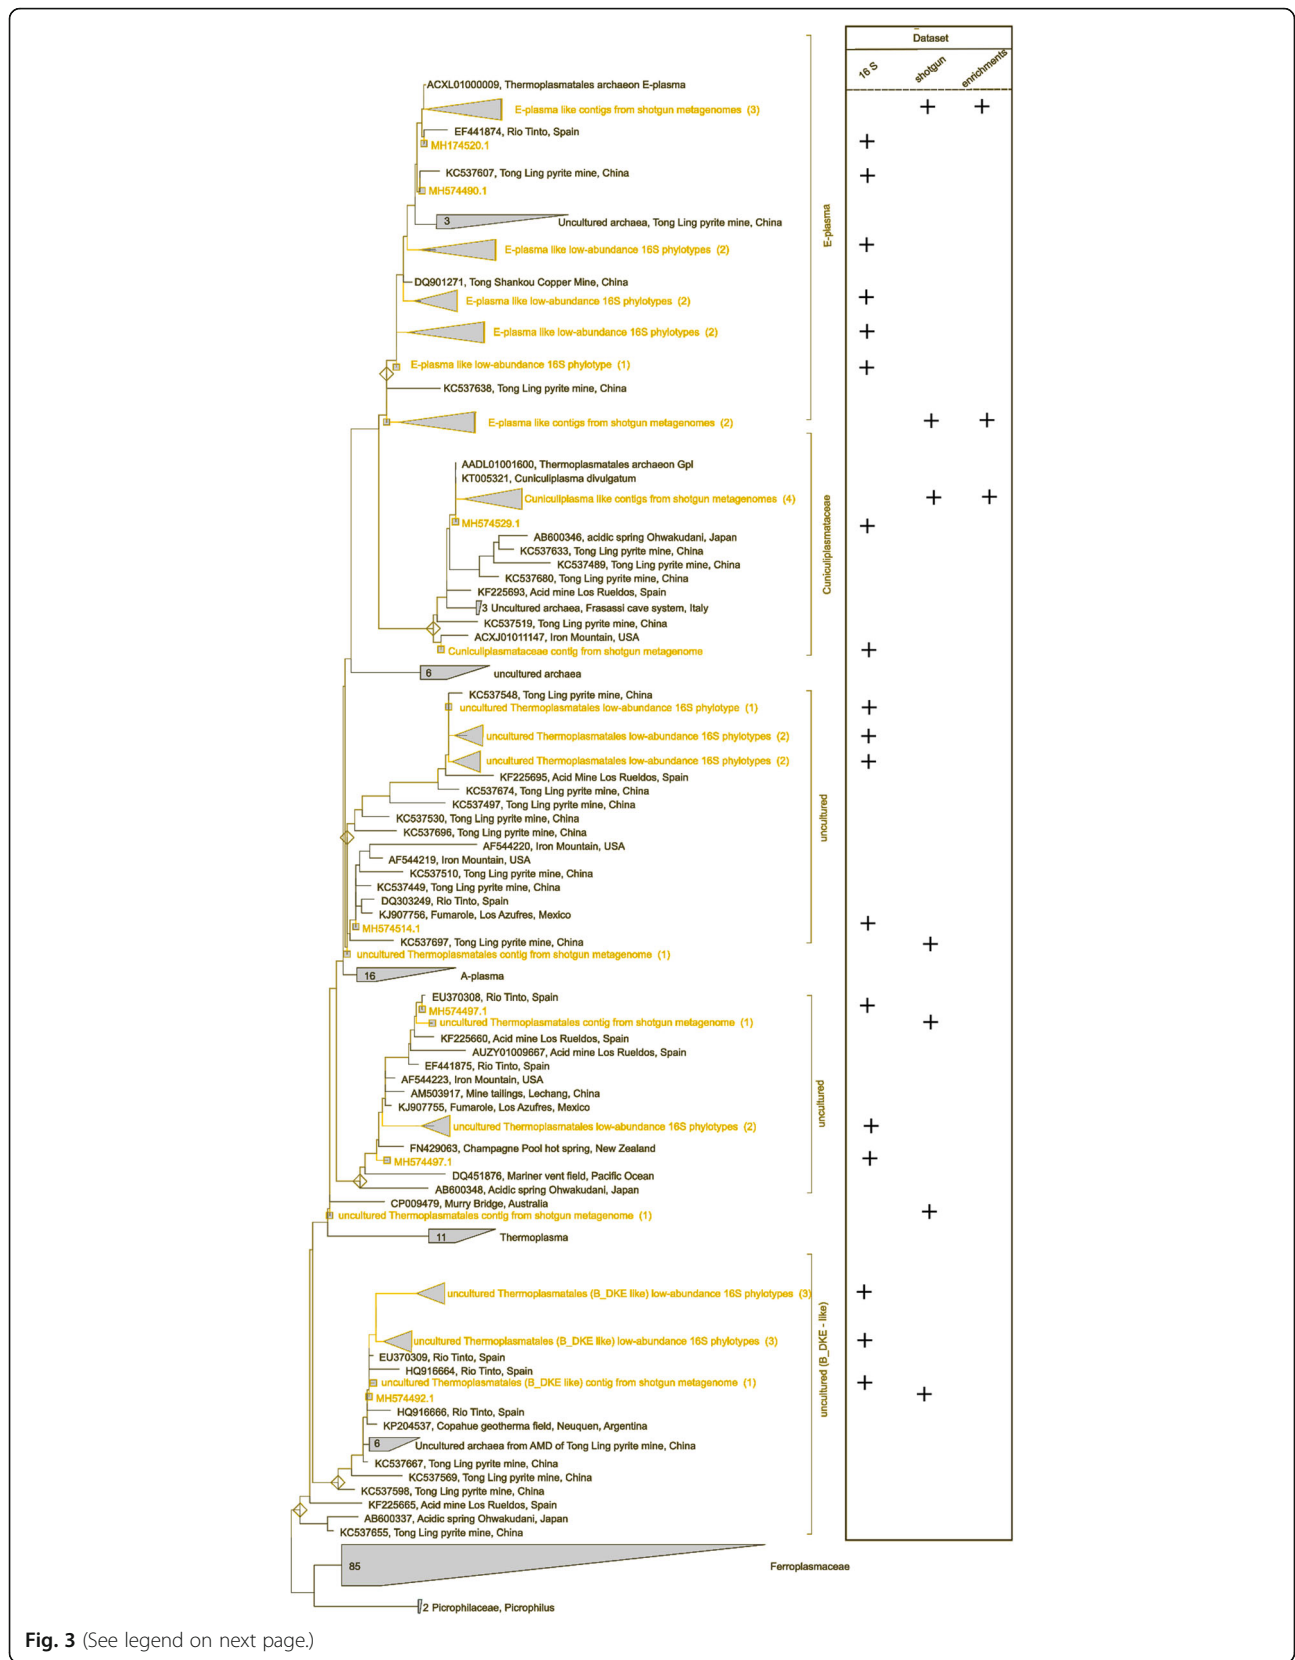 Dataset
16 S
shotgun
enrichments
ACXL01000009, Thermoplasmatales archaeon E-plasma
E-plasma like contigs from shotgun metagenomes (3)
EF441874, Rio Tinto, Spain
MH174520.1
KC537607, Tong Ling pyrite mine, China
MH574490.1
3
Uncultured archaea, Tong Ling pyrite mine, China
E-plasma like low-abundance 16S phylotypes (2)
DQ901271, Tong Shankou Copper Mine, China
E-plasma like low-abundance 16S phylotypes (2)
E-plasma like low-abundance 16S phylotypes (2)
E-plasma like low-abundance 16S phylotype (1)
KC537638, Tong Ling pyrite mine, China
E-plasma like contigs from shotgun metagenomes (2)
E-plasma
AADL01001600, Thermoplasmatales archaeon Gpl
KT005321, Cuniculiplasma divulgatum
Cuniculiplasma like contigs from shotgun metagenomes (4)
MH574529.1
AB600346, acidic spring Ohwakudani, Japan
KC537633, Tong Ling pyrite mine, China
KC537489, Tong Ling pyrite mine, China
KC537680, Tong Ling pyrite mine, China
KF225693, Acid mine Los Rueldos, Spain
3 Uncultured archaea, Frasassi cave system, Italy
KC537519, Tong Ling pyrite mine, China
ACXJ01011147, Iron Mountain, USA
Cuniculiplasmataceae contig from shotgun metagenome
Cuniculiplasmataceae
6
uncultured archaea
KC537548, Tong Ling pyrite mine, China
uncultured Thermoplasmatales low-abundance 16S phylotype (1)
uncultured Thermoplasmatales low-abundance 16S phylotypes (2)
uncultured Thermoplasmatales low-abundance 16S phylotypes (2)
KF225695, Acid Mine Los Rueldos, Spain
KC537674, Tong Ling pyrite mine, China
KC537497, Tong Ling pyrite mine, China
KC537530, Tong Ling pyrite mine, China
KC537696, Tong Ling pyrite mine, China
AF544220, Iron Mountain, USA
AF544219, Iron Mountain, USA
KC537510, Tong Ling pyrite mine, China
KC537449, Tong Ling pyrite mine, China
DQ303249, Rio Tinto, Spain
KJ907756, Fumarole, Los Azufres, Mexico
MH574514.1
KC537697, Tong Ling pyrite mine, China
uncultured
uncultured Thermoplasmatales contig from shotgun metagenome (1)
16
A-plasma
EU370308, Rio Tinto, Spain
MH574497.1
uncultured Thermoplasmatales contig from shotgun metagenome (1)
KF225660, Acid mine Los Rueldos, Spain
AUZY01009667, Acid mine Los Rueldos, Spain
EF441875, Rio Tinto, Spain
AF544223, Iron Mountain, USA
AM503917, Mine tailings, Lechang, China
KJ907755, Fumarole, Los Azufres, Mexico
uncultured Thermoplasmatales low-abundance 16S phylotypes (2)
FN429063, Champagne Pool hot spring, New Zealand
MH574497.1
DQ451876, Mariner vent field, Pacific Ocean
AB600348, Acidic spring Ohwakudani, Japan
uncultured
CP009479, Murry Bridge, Australia
uncultured Thermoplasmatales contig from shotgun metagenome (1)
11
Thermoplasma
uncultured Thermoplasmatales (B_DKE like) low-abundance 16S phylotypes (3)
uncultured Thermoplasmatales (B_DKE like) low-abundance 16S phylotypes (3)
EU370309, Rio Tinto, Spain
HQ916664, Rio Tinto, Spain
uncultured Thermoplasmatales (B_DKE like) contig from shotgun metagenome (1)
MH574492.1
HQ916666, Rio Tinto, Spain
KP204537, Copahue geotherma field, Neuquen, Argentina
6
Uncultured archaea from AMD of Tong Ling pyrite mine, China
KC537667, Tong Ling pyrite mine, China
KC537569, Tong Ling pyrite mine, China
KC537598, Tong Ling pyrite mine, China
KF225665, Acid mine Los Rueldos, Spain
AB600337, Acidic spring Ohwakudani, Japan
KC537655, Tong Ling pyrite mine, China
uncultured (B_DKE - like)
85
Ferroplasmaceae
2 Picrophilaceae, Picrophilus
Fig. 3 (See legend on next page.)